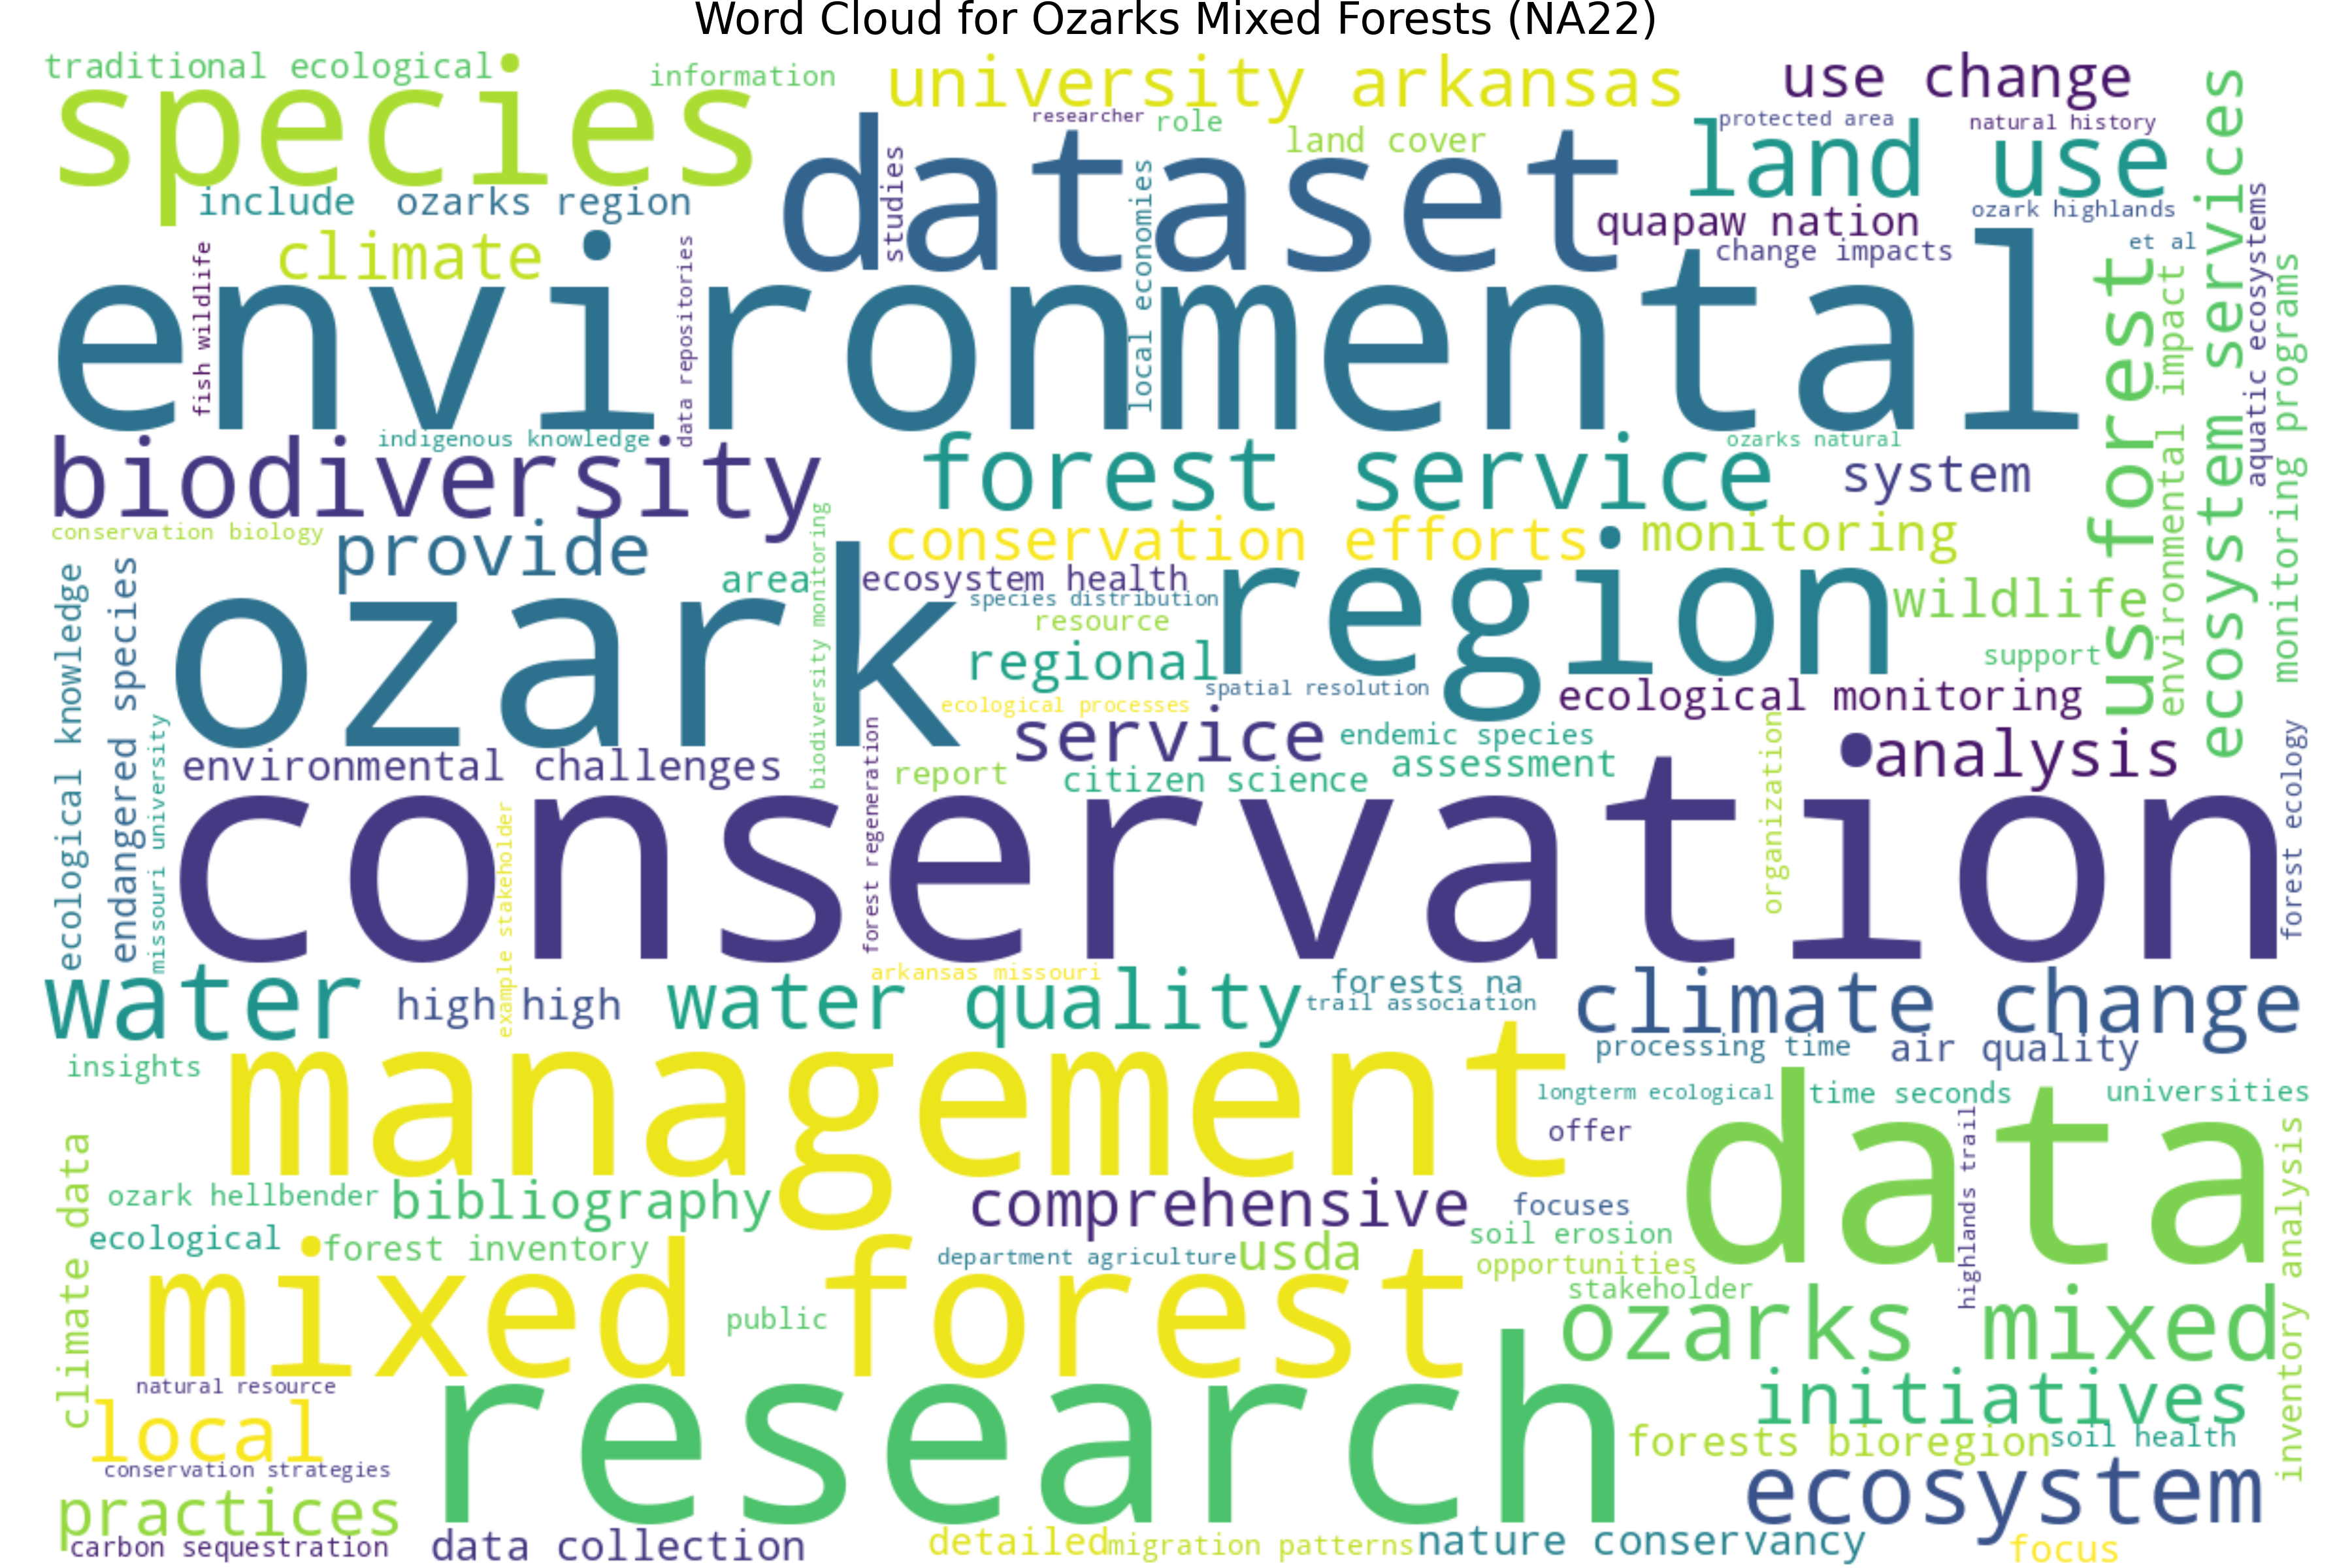 Word Cloud for Ozarks Mixed Forests (NA22)
traditional ecological
information
university arkansas
use change
species
researcher
role
land cover
protected area
natural history
dataset
land use
ecosystem services
include
ozarks region
studies
local economies
quapaw nation
ozark highlands
aquatic ecosystems
climate
change impacts
et al
fish wildlife
data repositories
environmental
use forest
environmental impact
monitoring programs
indigenous knowledge
biodiversity
forest service
ozarks natural
system
conservation biology
provide
biodiversity monitoring
conservation efforts
monitoring
ecological knowledge
endangered species
area
ecosystem health
species distribution
resource
region
wildlife
ozark
regional
support
spatial resolution
ecological processes
ecological monitoring
missouri university
forest regeneration
service
endemic species
organization
analysis
forest ecology
environmental challenges
report
citizen science
assessment
example stakeholder
conservation
water
high high
arkansas missouri
water quality
forests na
trail association
climate change
insights
management
processing time
air quality
longterm ecological
time seconds
universities
offer
data
highlands trail
inventory analysis
climate data
ozark hellbender
bibliography
comprehensive
focuses
ecological
forest inventory
department agriculture
usda
soil erosion
opportunities
stakeholder
mixed forest
public
ozarks mixed
natural resource
research
initiatives
local
forests bioregion
soil health
conservation strategies
practices
ecosystem
carbon sequestration
data collection
detailed
migration patterns
nature conservancy
focus